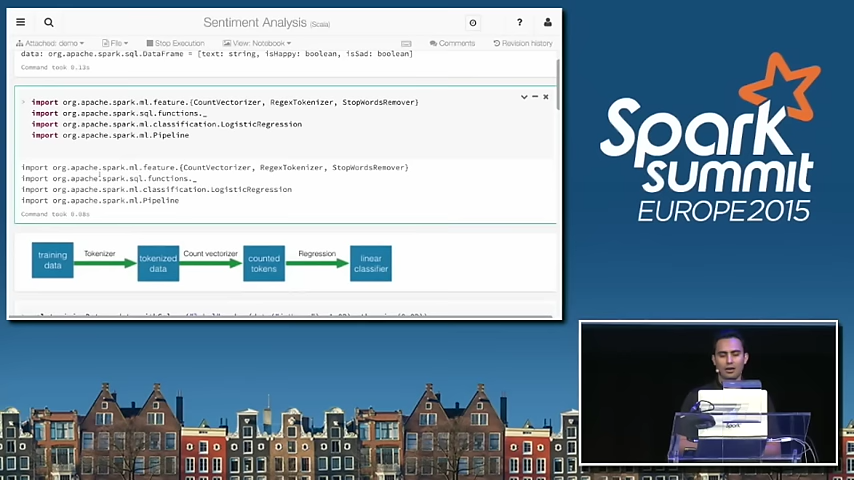 Sentiment Analysis (Scala)
?
Attached: demo
File
Stop Execution
View: Notebook
Comments
Revision history
data: org.apache.spark.sql.DataFrame = [text: string, isHappy: boolean, isSad: boolean]
Command took 0.12s
import org.apache.spark.ml.feature.{CountVectorizer, RegexTokenizer, StopWordsRemover}
import org.apache.spark.sql.functions._
import org.apache.spark.ml.classification.LogisticRegression
import org.apache.spark.ml.Pipeline
import org.apache.spark.ml.feature.{CountVectorizer, RegexTokenizer, StopWordsRemover}
import org.apache.spark.sql.functions._
import org.apache.spark.ml.classification.LogisticRegression
import org.apache.spark.ml.Pipeline
Command took 0.08s
training
data
Tokenizer
tokenized
data
Count vectorizer
counted
tokens
Regression
linear
classifier
Spark
summit
EUROPE 2015
Spark